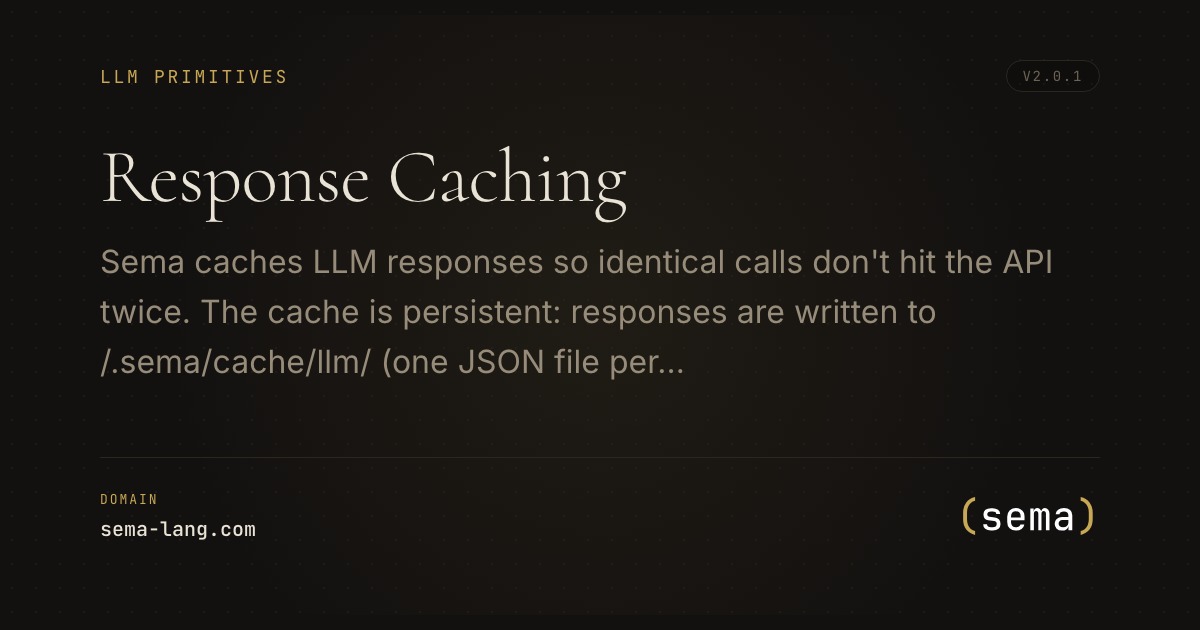 LLM PRIMITIVES
V2.0.1
Response Caching
Sema caches LLM responses so identical calls don't hit the API
twice. The cache is persistent: responses are written to
/.sema/cache/llm/ (one JSON file per...
DOMAIN
sema-lang.com
(sema)